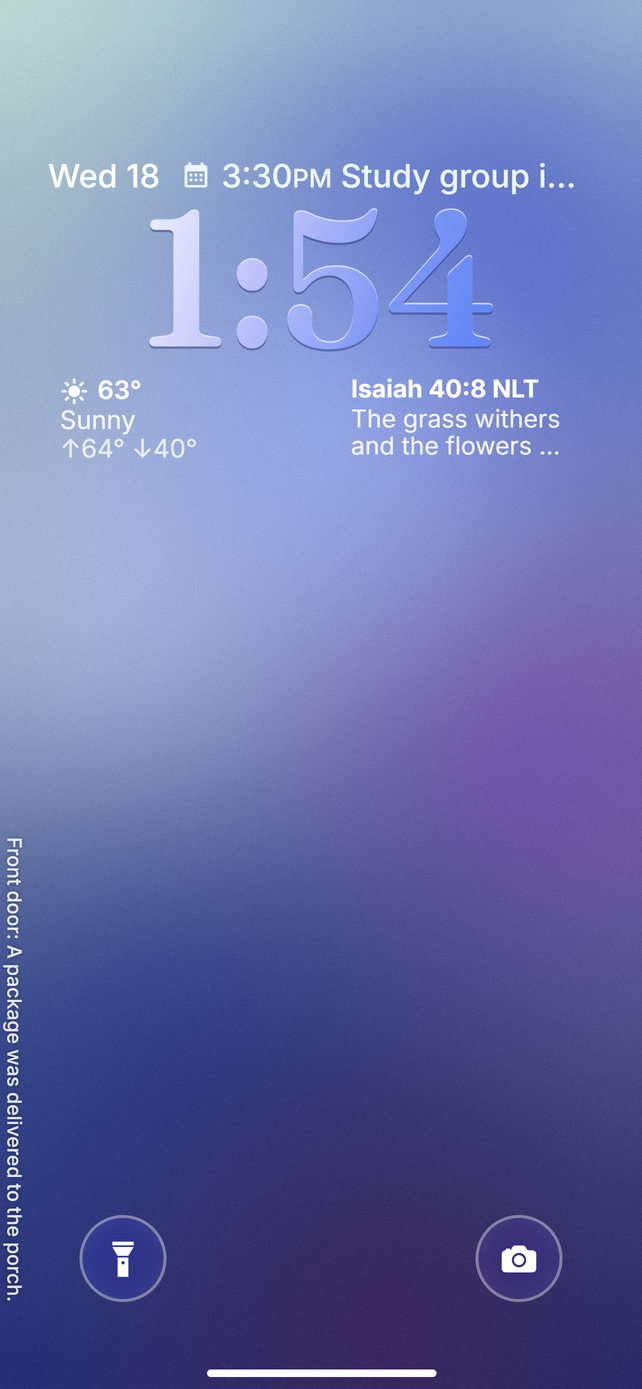 Wed 18 3:30PM Study group i...
1:54
63°
Sunny
↑64° ↓40°
Isaiah 40:8 NLT
The grass withers
and the flowers ...
Front door: A package was delivered to the porch.